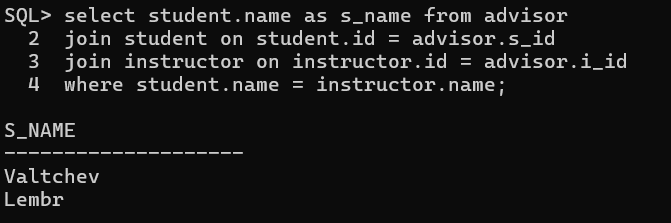 SQL> select student.name as s_name from advisor
  2  join student on student.id = advisor.s_id
  3  join instructor on instructor.id = advisor.i_id
  4  where student.name = instructor.name;
S_NAME
--------------------
Valtchev
Lembr